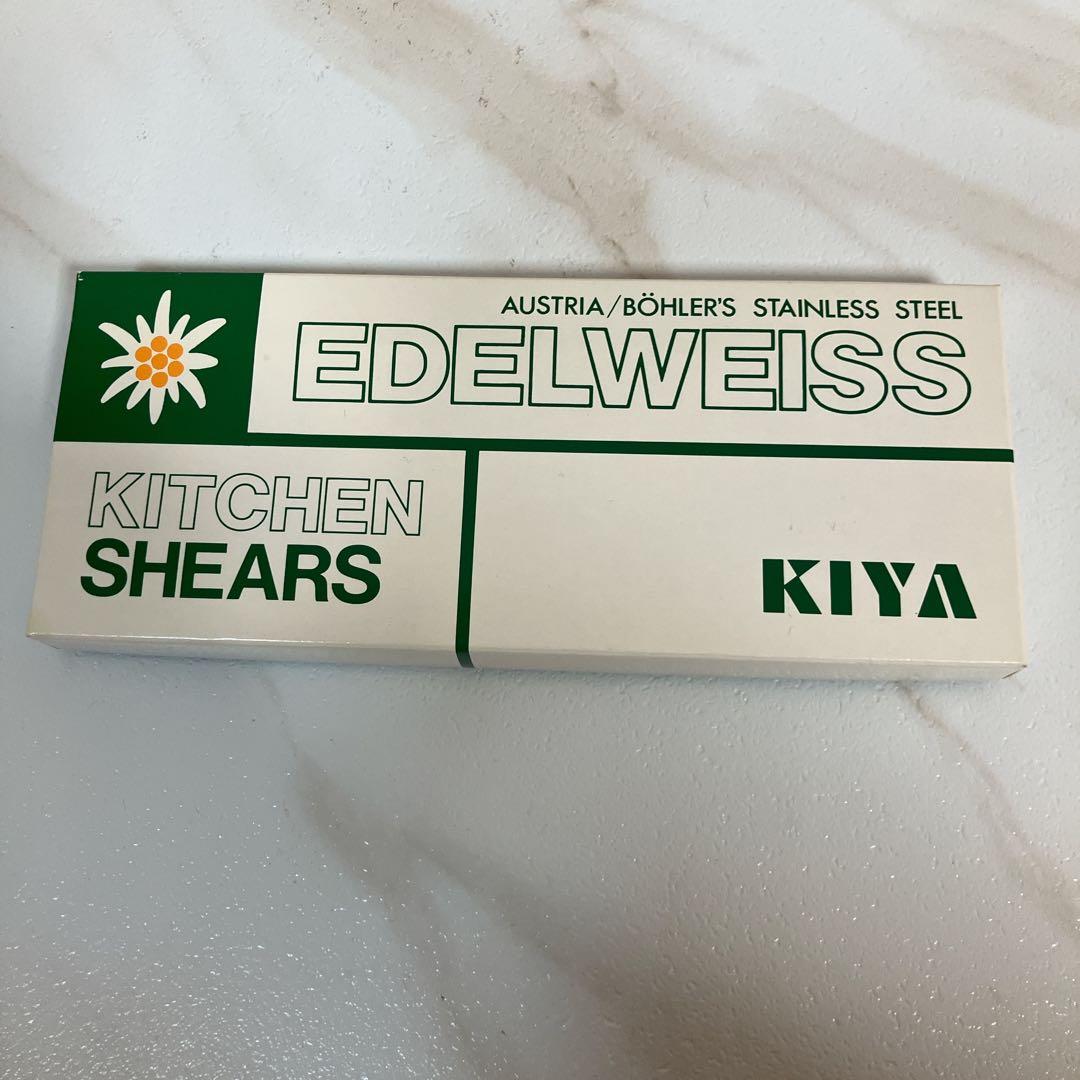 AUSTRIA/BÖHLER'S STAINLESS STEEL
EDELWEISS
KITCHEN
SHEARS
KIYA